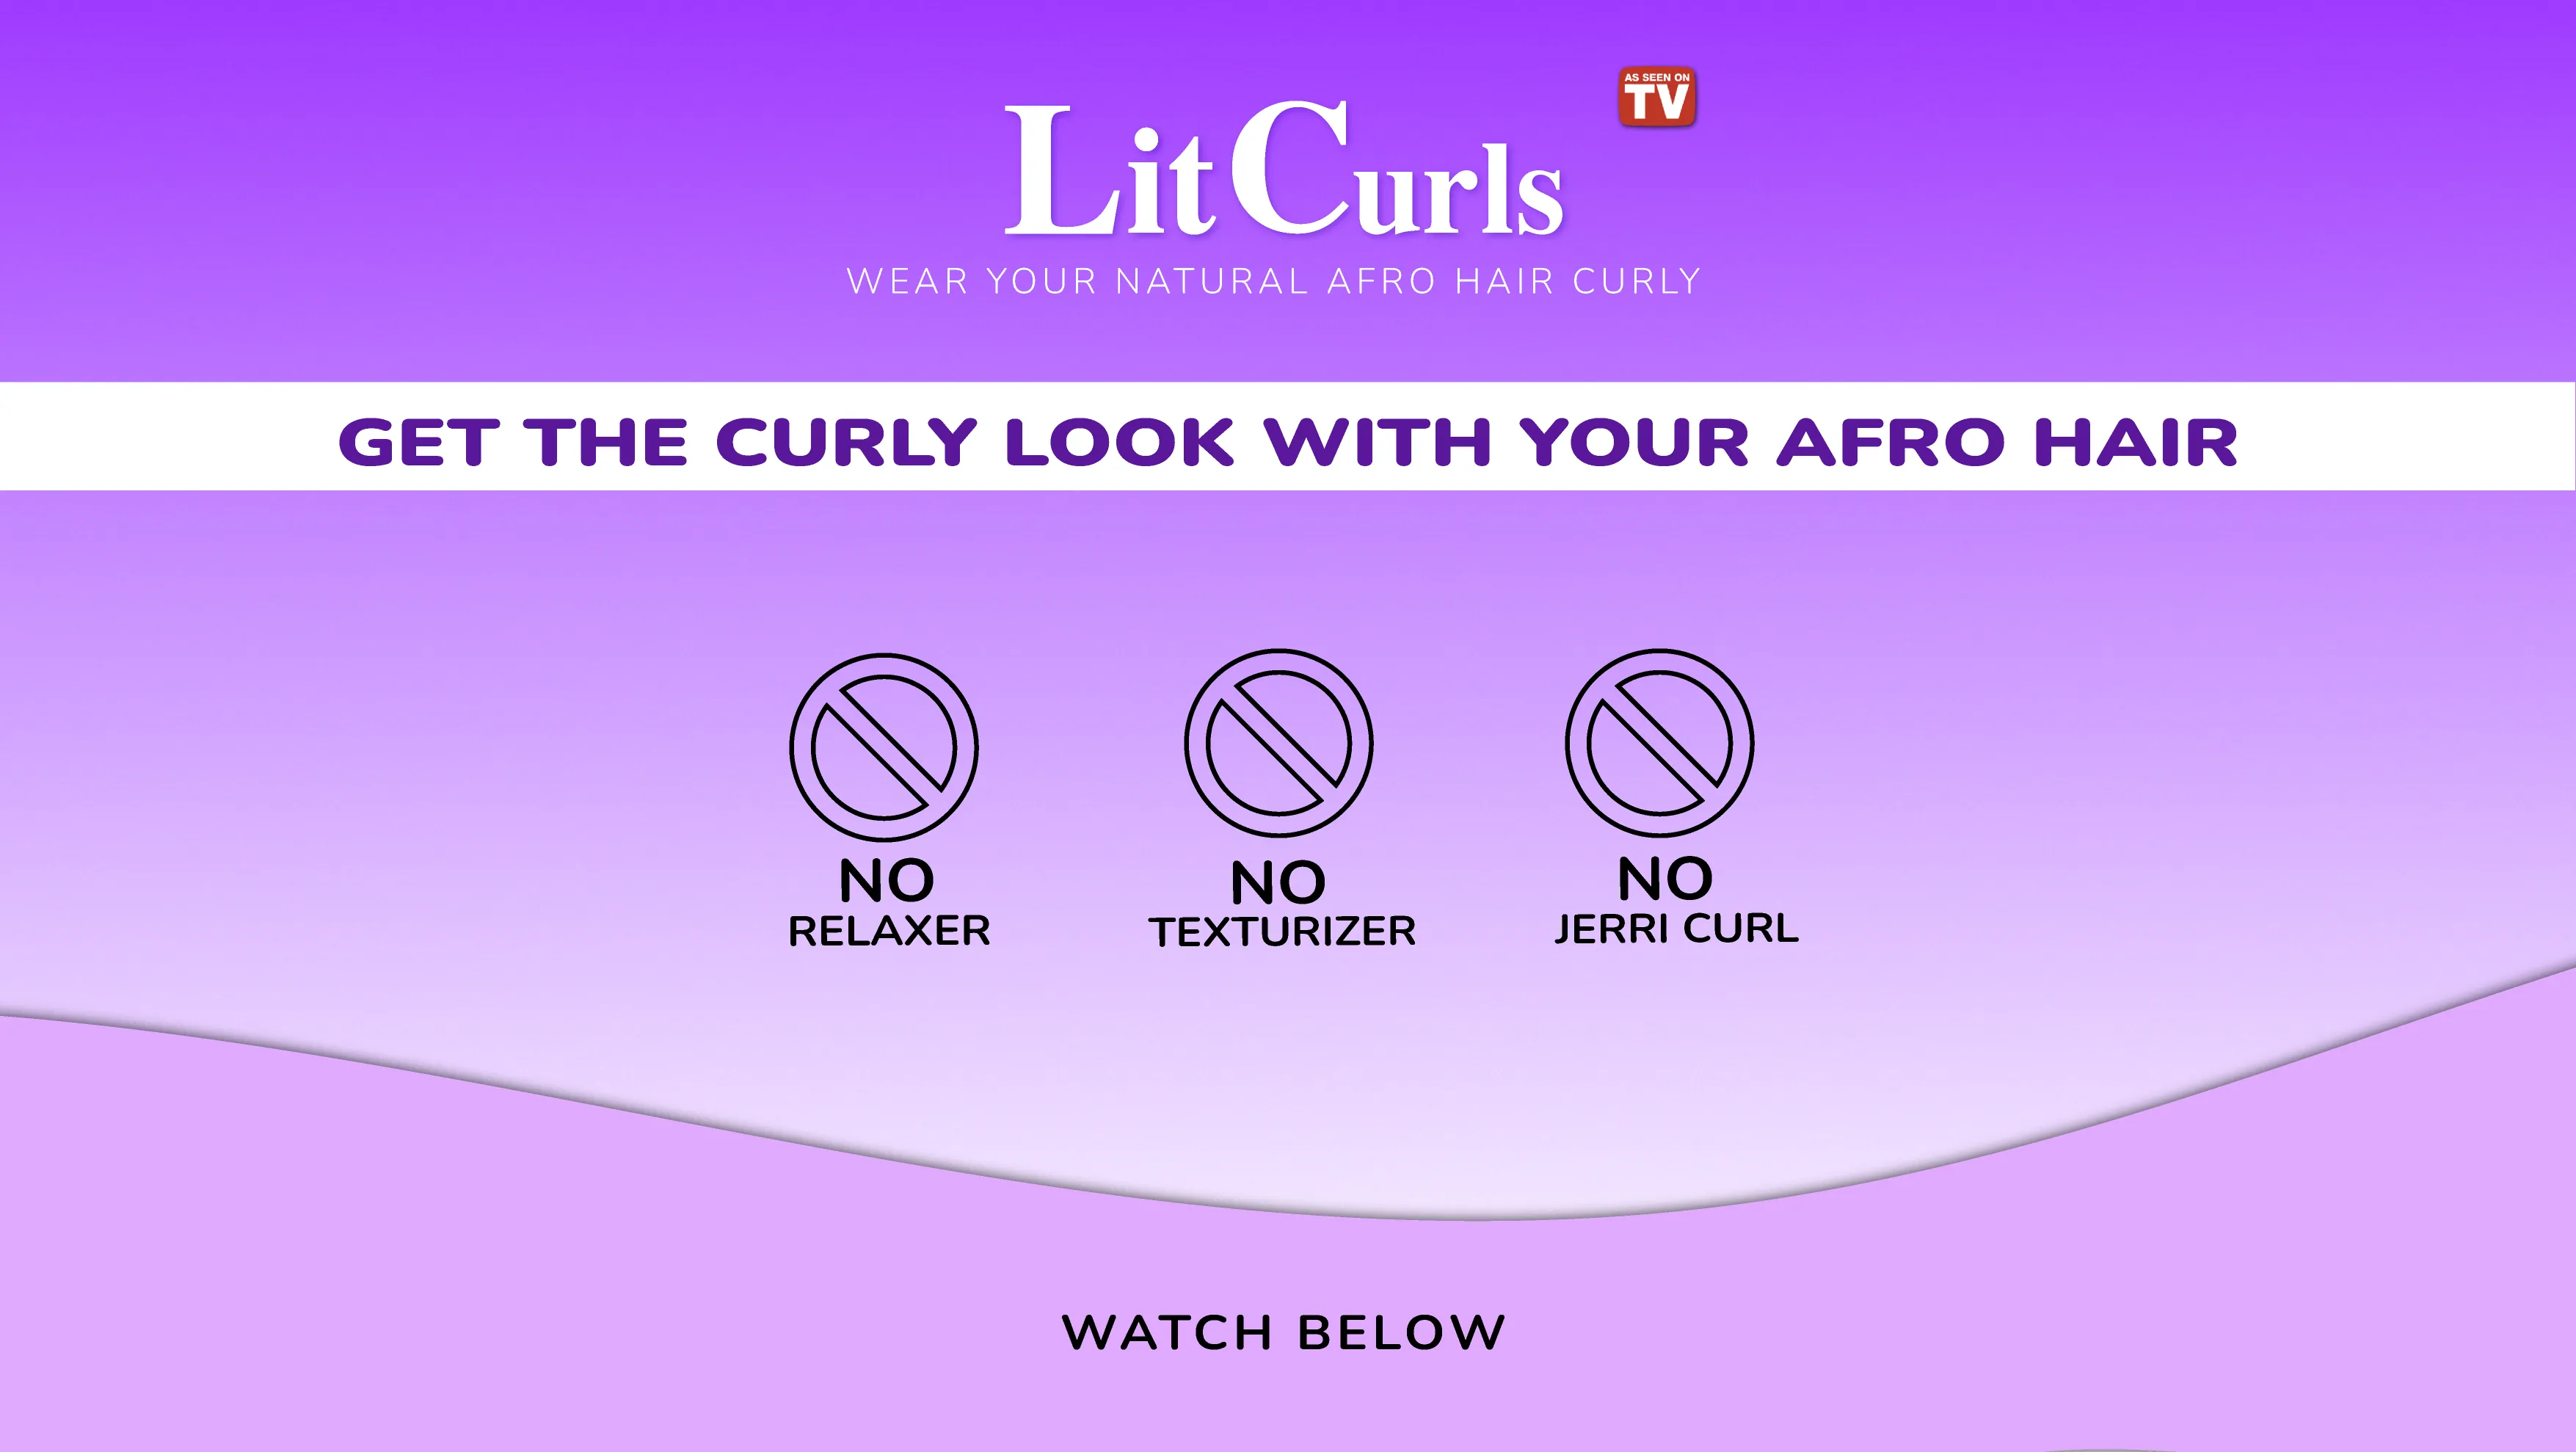 AS SEEN ON
TV
LitCurls
WEAR YOUR NATURAL AFRO HAIR CURLY
GET THE CURLY LOOK WITH YOUR AFRO HAIR
NO
RELAXER
NO
TEXTURIZER
NO
JERRI CURL
WATCH BELOW